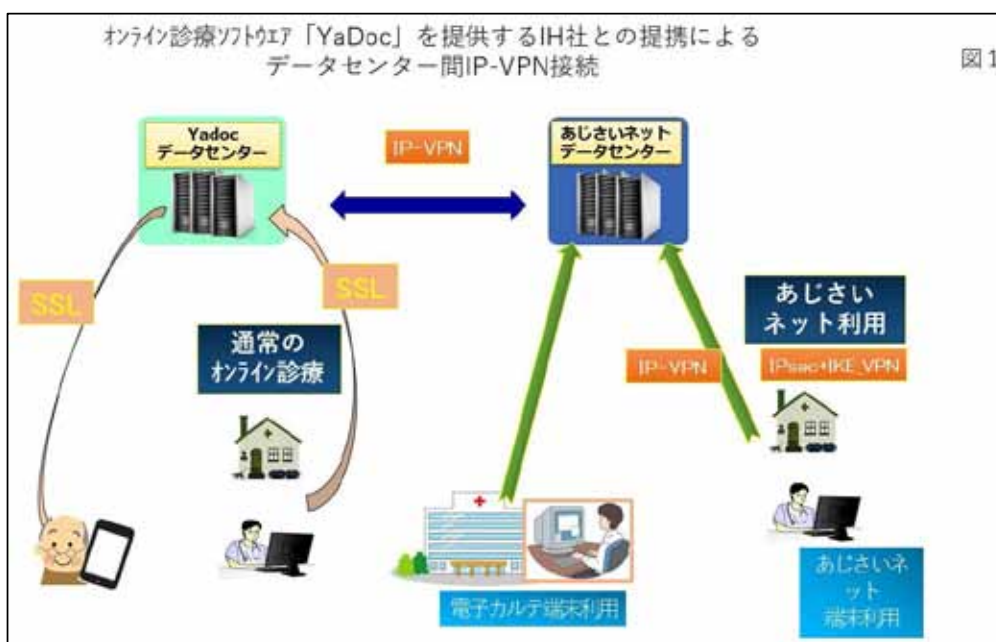 オンライン診療ソフトウエア「YaDoc」を提供するIH社との提携による
データセンター間IP-VPN接続
図1
Yadoc
データセンター
IP-VPN
あじさいネット
データセンター
SSL
SSL
通常の
オンライン診療
あじさい
ネット利用
IP-VPN
IPsec+IKE_VPN
電子カルテ端末利用
あじさいネ
ット
端末利用